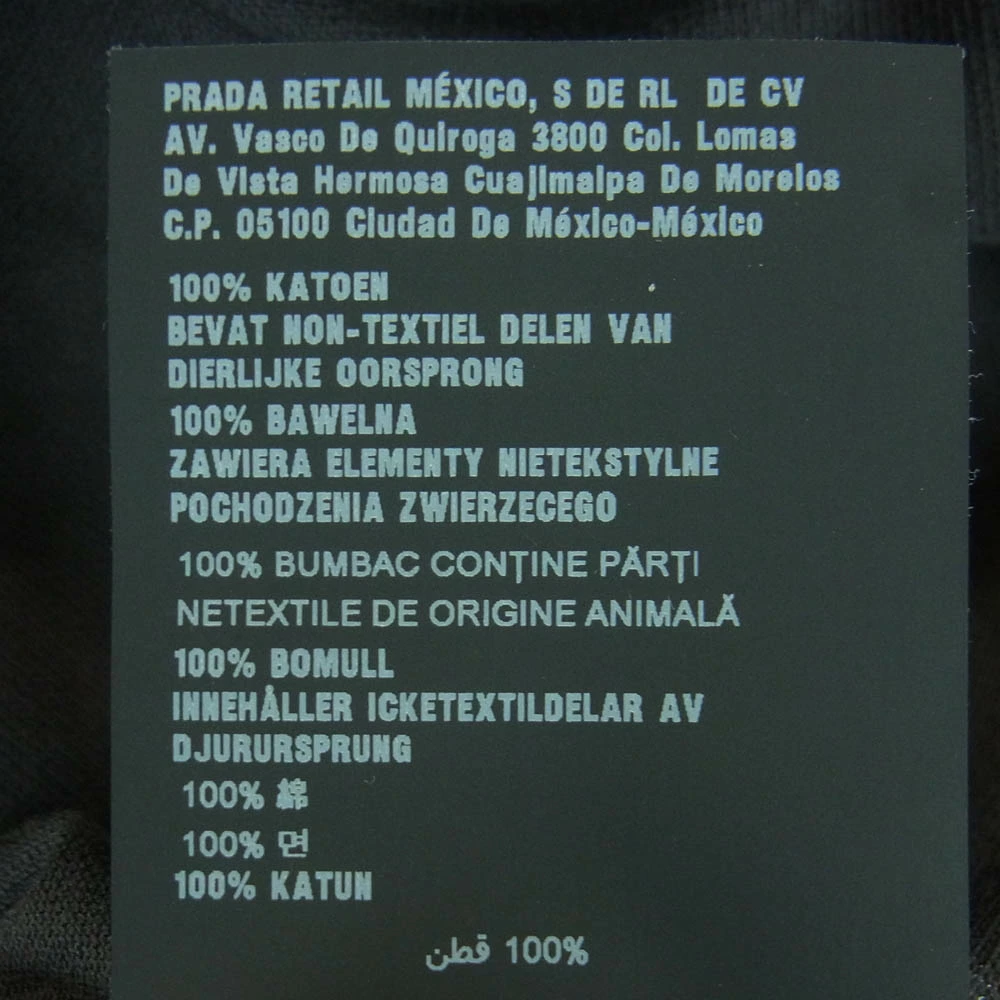 PRADA RETAIL MÉXICO, S DE RL DE CV
AV. Vasco De Quiroga 3800 Col. Lomas
De Vista Hermosa Cuajimalpa De Morelos
C.P. 05100 Ciudad De México-México
100% KATOEN
BEVAT NON-TEXTIEL DELEN VAN
DIERLIJKE OORSPRONG
100% BAWELNA
ZAWIERA ELEMENTY NIETEKSTYLNE
POCHODZENIA ZWIERZECEGO
100% BUMBAC CONȚINE PĂRȚI
NETEXTILE DE ORIGINE ANIMALĂ
100% BOMULL
INNEHÅLLER ICKETEXTILDELAR AV
DJURURSPRUNG
100% 綿
100% 면
100% KATUN
100% قطن